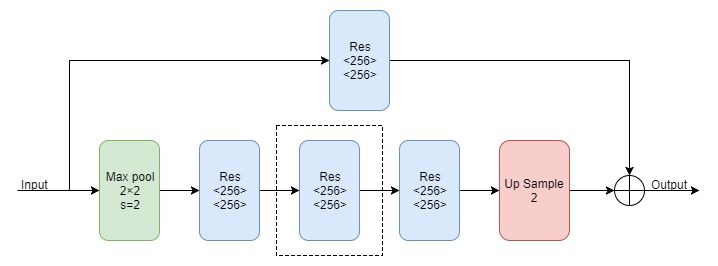 Res
<256>
<256>
Input
Max pool
2×2
s=2
Res
<256>
<256>
Res
<256>
<256>
Res
<256>
<256>
Up Sample
2
Output